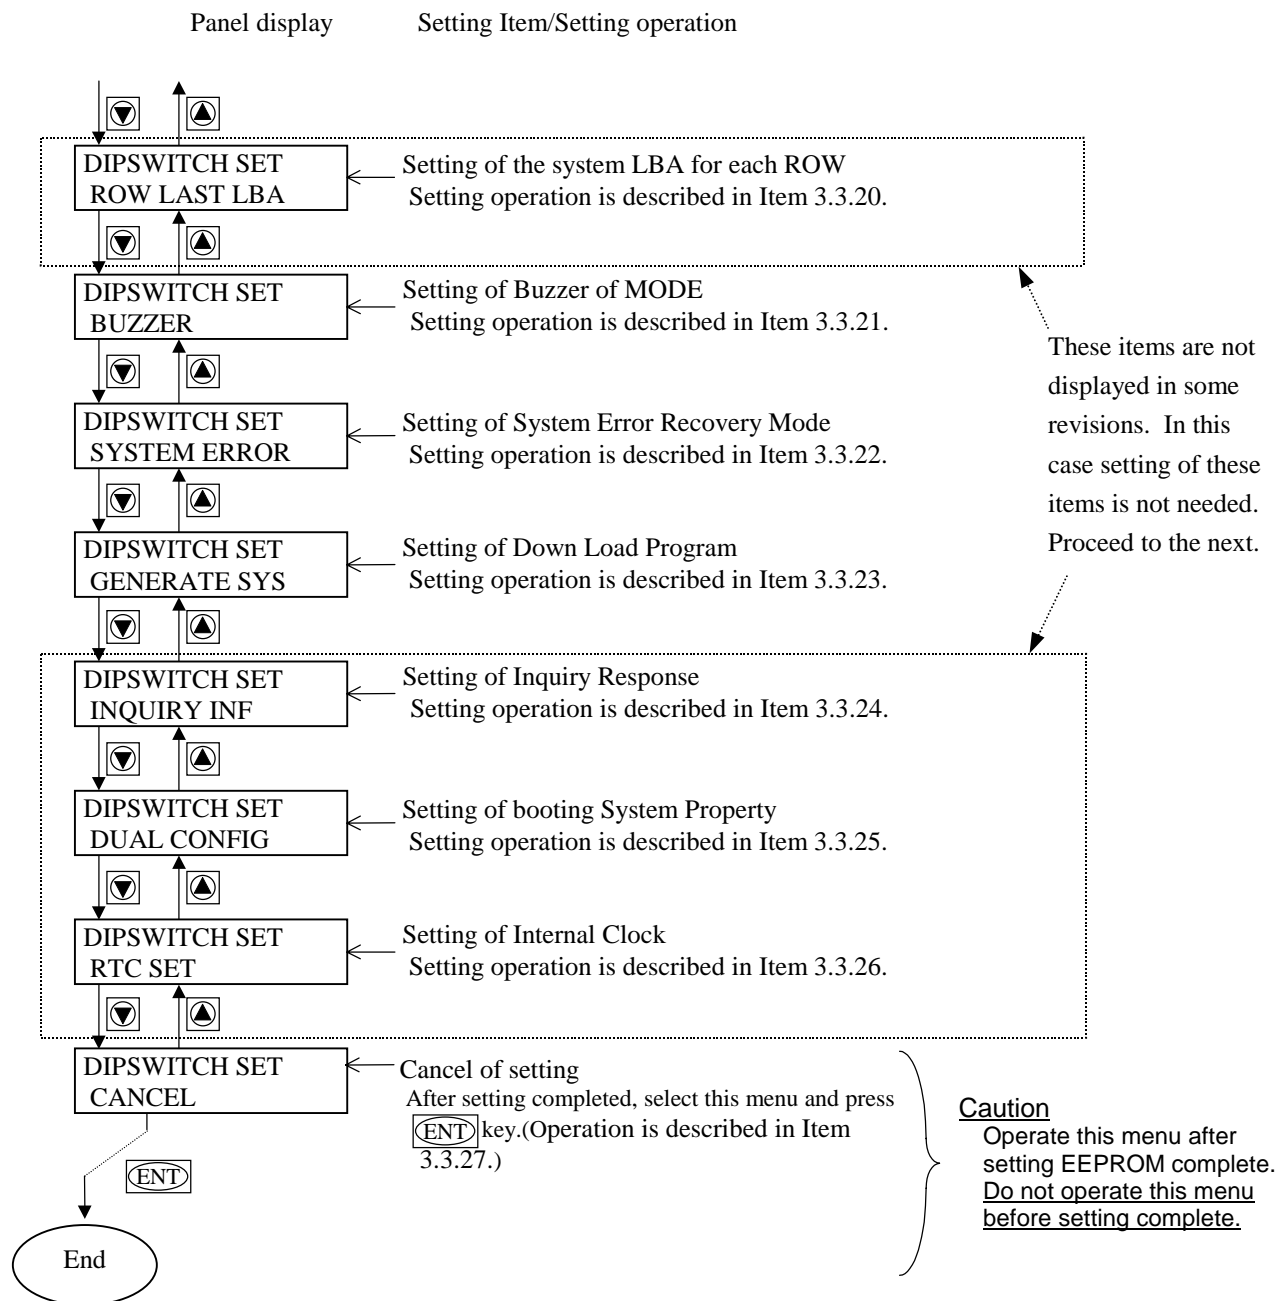 Panel display Setting Item/Setting operation
DIPSWITCH SET
ROW LAST LBA
Setting of the system LBA for each ROW
Setting operation is described in Item 3.3.20.
DIPSWITCH SET
BUZZER
Setting of Buzzer of MODE
Setting operation is described in Item 3.3.21.
These items are not
displayed in some
revisions. In this
case setting of these
items is not needed.
Proceed to the next.
DIPSWITCH SET
SYSTEM ERROR
Setting of System Error Recovery Mode
Setting operation is described in Item 3.3.22.
DIPSWITCH SET
GENERATE SYS
Setting of Down Load Program
Setting operation is described in Item 3.3.23.
DIPSWITCH SET
INQUIRY INF
Setting of Inquiry Response
Setting operation is described in Item 3.3.24.
DIPSWITCH SET
DUAL CONFIG
Setting of booting System Property
Setting operation is described in Item 3.3.25.
DIPSWITCH SET
RTC SET
Setting of Internal Clock
Setting operation is described in Item 3.3.26.
DIPSWITCH SET
CANCEL
Cancel of setting
After setting completed, select this menu and press
ENT key.(Operation is described in Item
3.3.27.)
Caution
Operate this menu after
setting EEPROM complete.
Do not operate this menu
before setting complete.
ENT
End